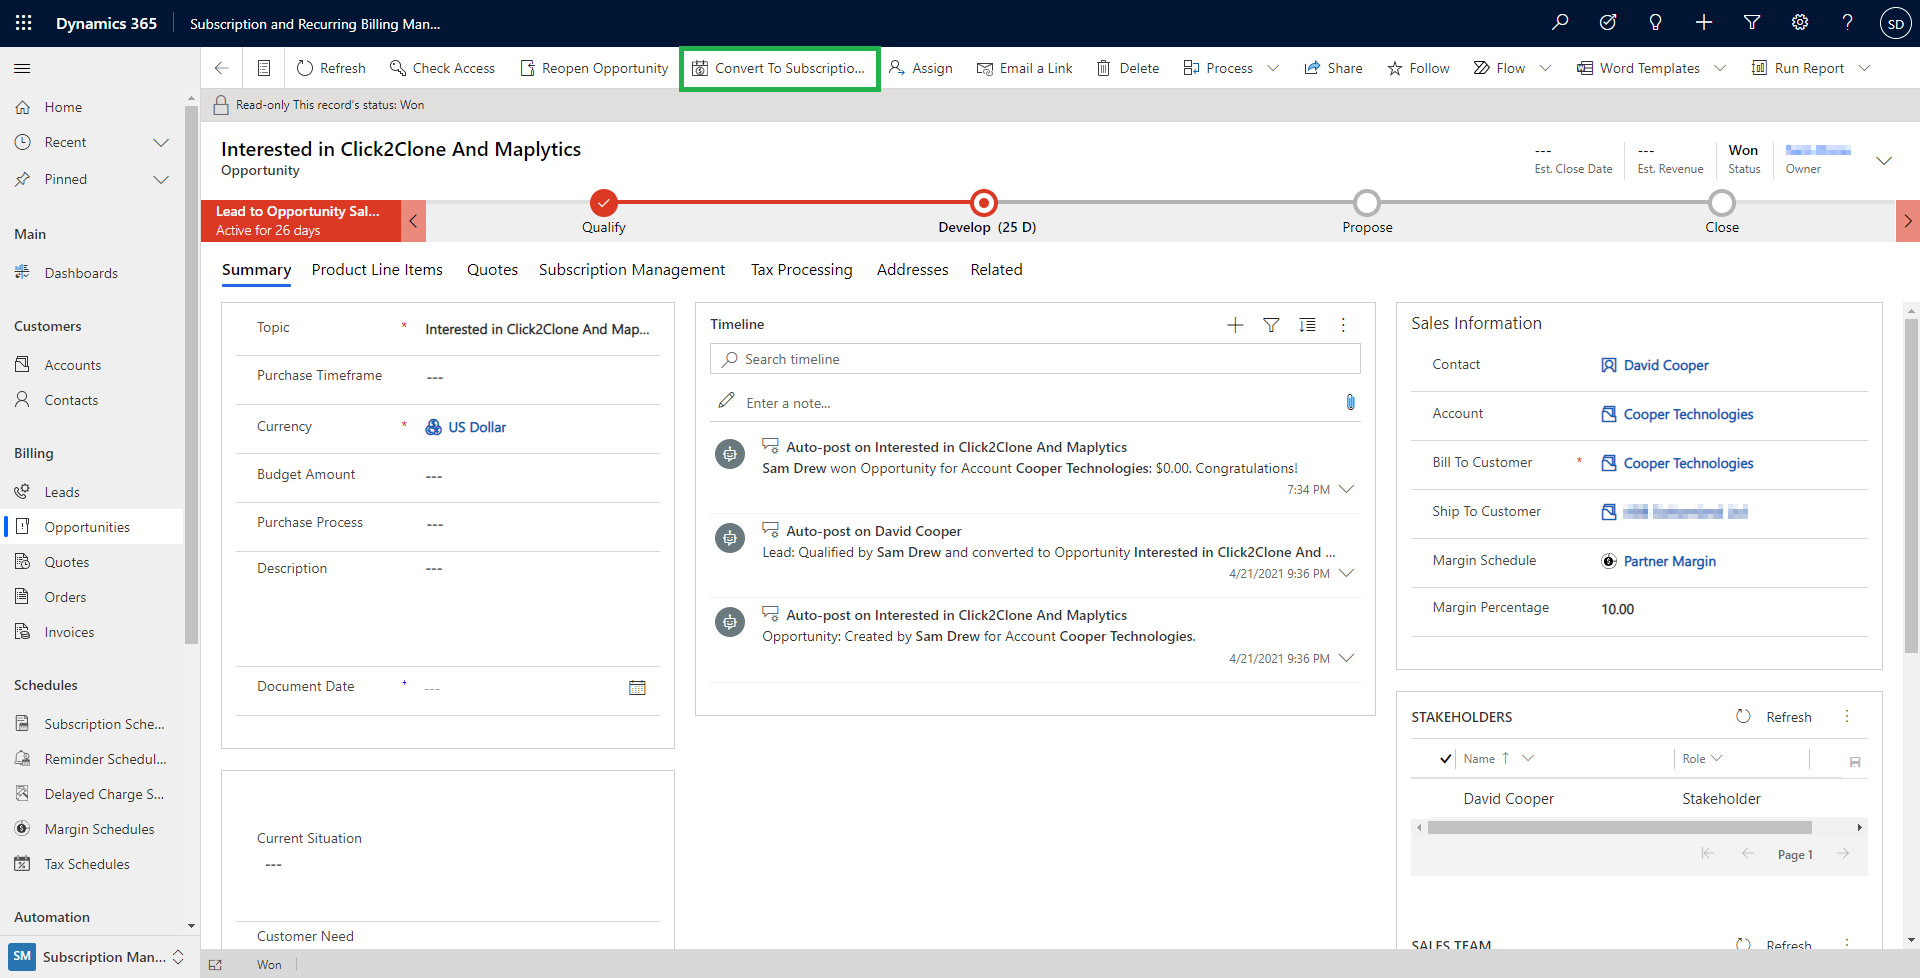 Dynamics 365
Subscription and Recurring Billing Man...
SD
Refresh
Check Access
Reopen Opportunity
Convert To Subscriptio...
Assign
Email a Link
Delete
Process
Share
Follow
Flow
Word Templates
Run Report
Read-only This record's status: Won
Home
Recent
Pinned
Main
Dashboards
Customers
Accounts
Contacts
Billing
Leads
Opportunities
Quotes
Orders
Invoices
Schedules
Subscription Sche...
Reminder Schedul...
Delayed Charge S...
Margin Schedules
Tax Schedules
Automation
SM
Subscription Man...
Interested in Click2Clone And Maplytics
Opportunity
---
Est. Close Date
---
Est. Revenue
Won
Status
Owner
Lead to Opportunity Sal...
Active for 26 days
Qualify
Develop (25 D)
Propose
Close
Summary
Product Line Items
Quotes
Subscription Management
Tax Processing
Addresses
Related
Topic * Interested in Click2Clone And Map...
Purchase Timeframe ---
Currency * US Dollar
Budget Amount ---
Purchase Process ---
Description ---
Document Date + ---
Current Situation
---
Customer Need
Timeline
Search timeline
Enter a note...
Auto-post on Interested in Click2Clone And Maplytics
Sam Drew won Opportunity for Account Cooper Technologies: $0.00. Congratulations!
7:34 PM
Auto-post on David Cooper
Lead: Qualified by Sam Drew and converted to Opportunity Interested in Click2Clone And ...
4/21/2021 9:36 PM
Auto-post on Interested in Click2Clone And Maplytics
Opportunity: Created by Sam Drew for Account Cooper Technologies.
4/21/2021 9:36 PM
Sales Information
Contact David Cooper
Account Cooper Technologies
Bill To Customer * Cooper Technologies
Ship To Customer
Margin Schedule Partner Margin
Margin Percentage 10.00
STAKEHOLDERS
Refresh
Name
Role
David Cooper
Stakeholder
Page 1
SALES TEAM
Refresh
Won